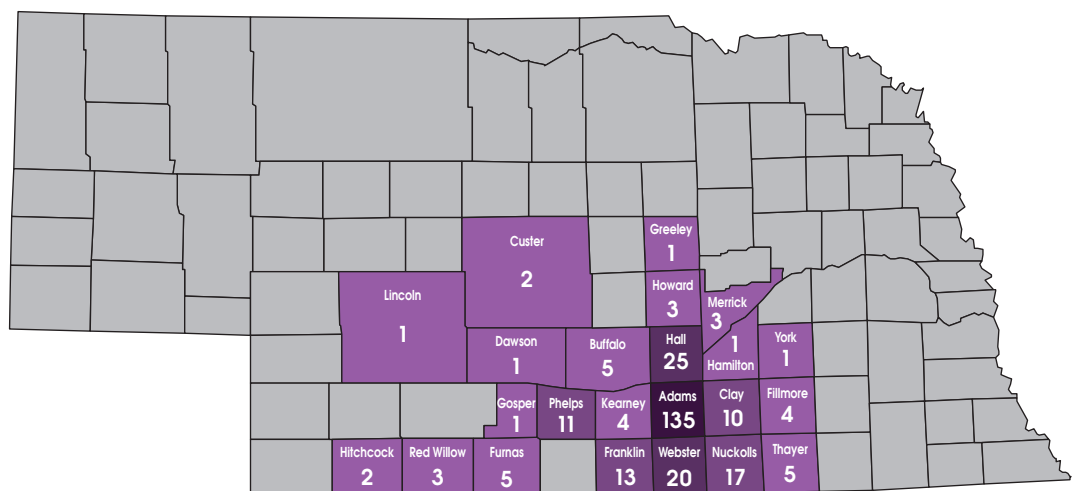 Greeley
1
Custer
2
Howard
3
Lincoln
1
Merrick
3
Hall
25
1
Hamilton
York
1
Dawson
1
Buffalo
5
Gosper
1
Phelps
11
Kearney
4
Adams
135
Clay
10
Fillmore
4
Hitchcock
2
Red Willow
3
Furnas
5
Franklin
13
Webster
20
Nuckolls
17
Thayer
5